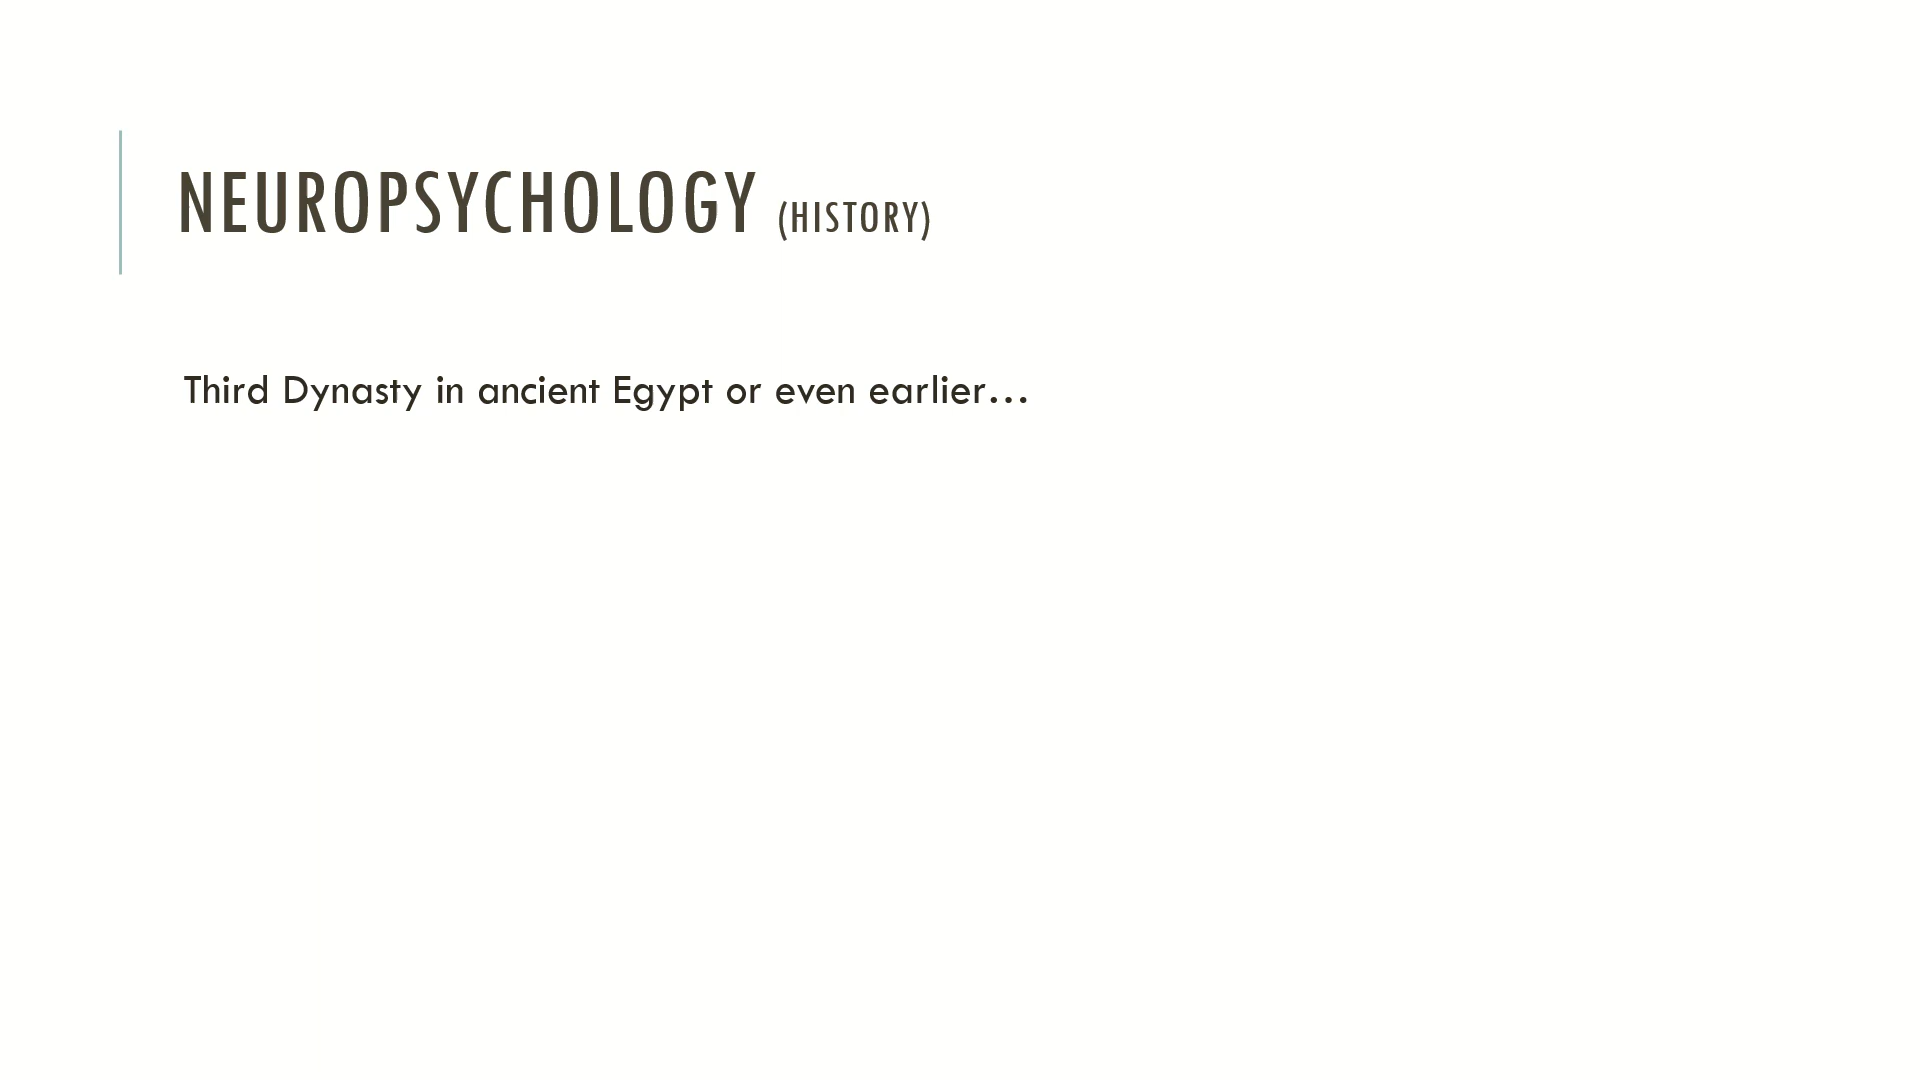 NEUROPSYCHOLOGY (HISTORY)
Third Dynasty in ancient Egypt or even earlier…